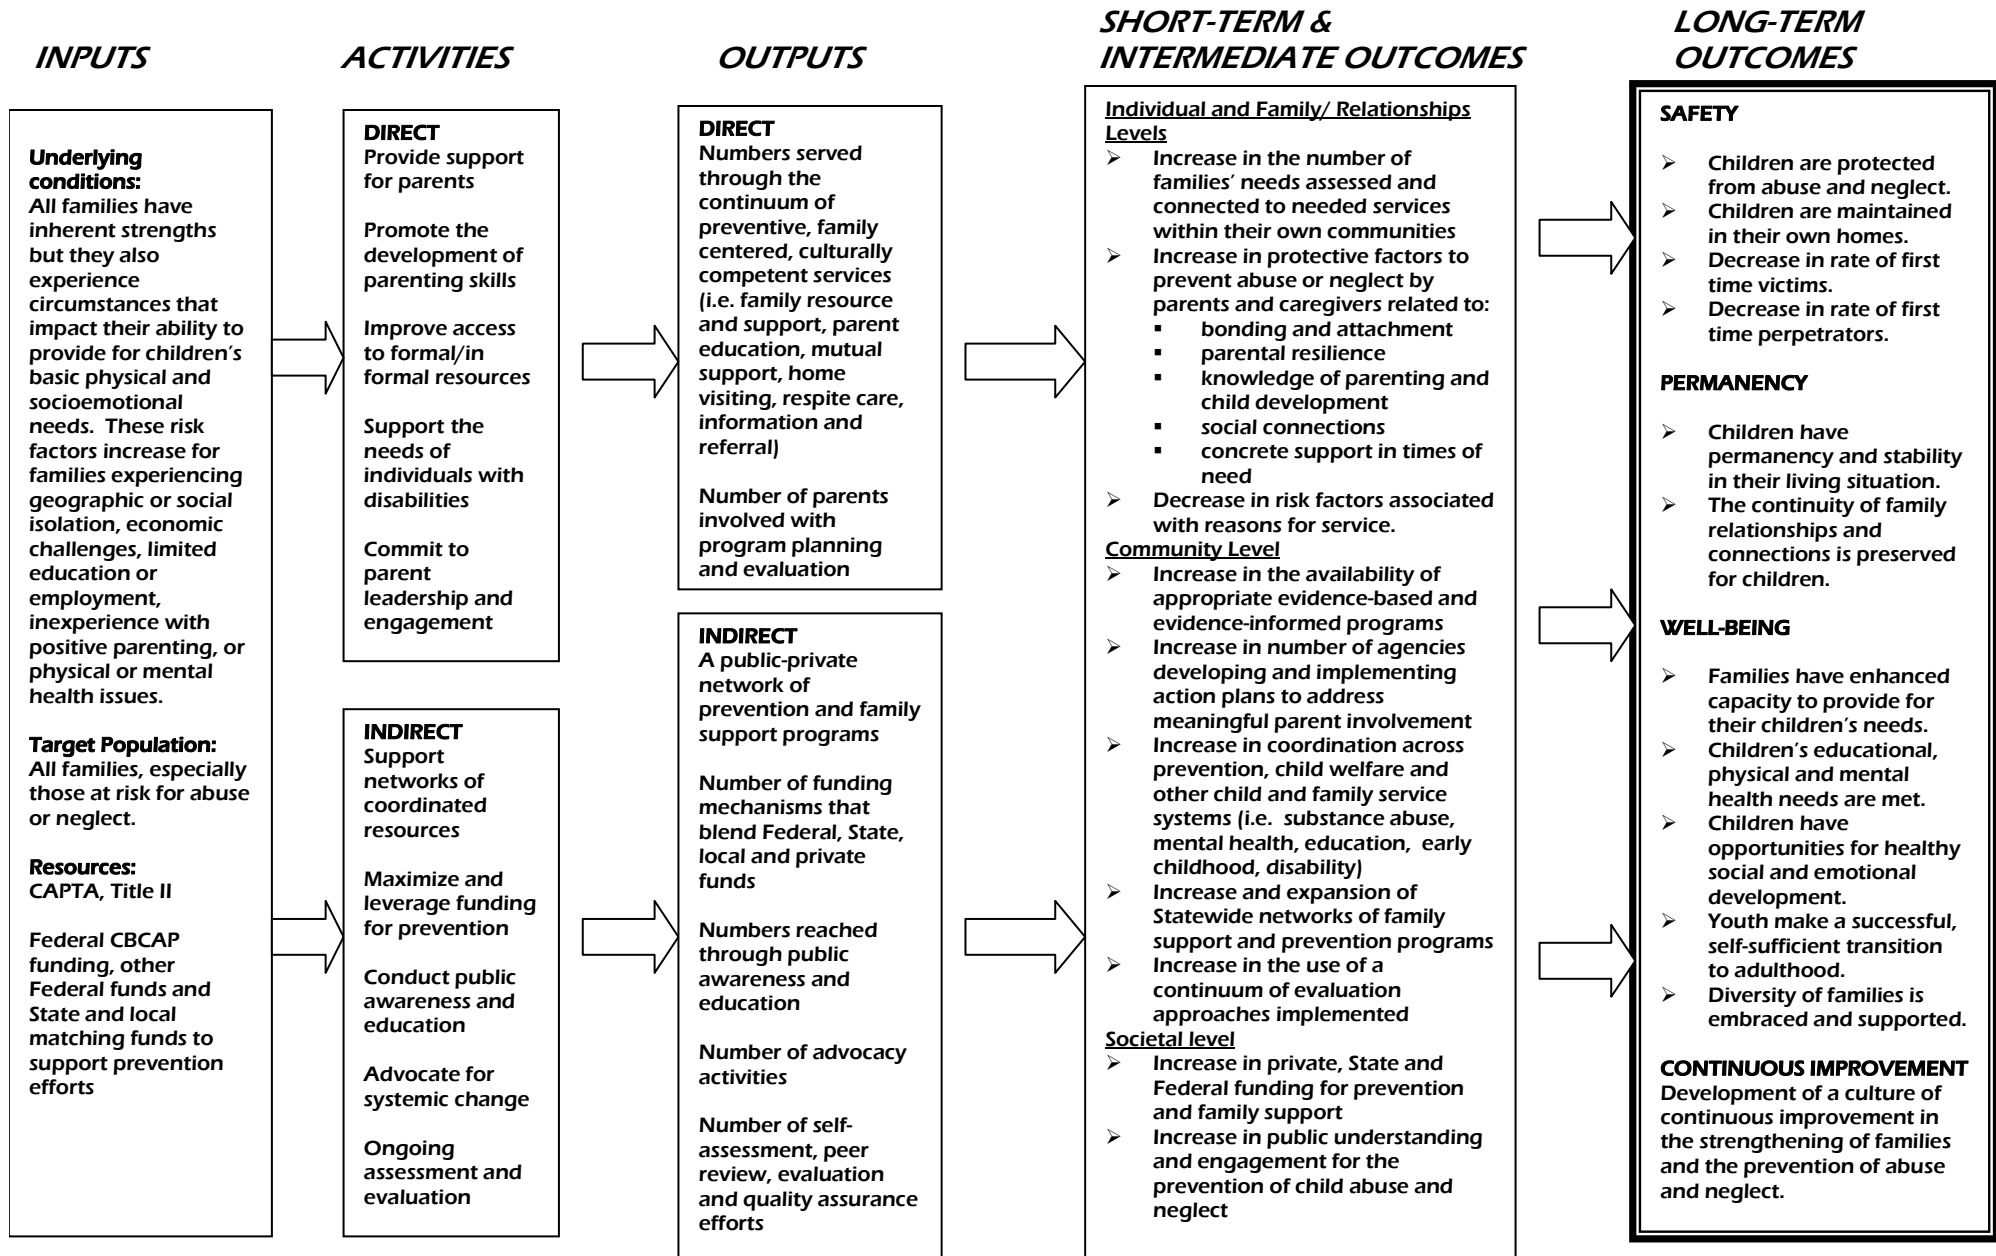 INPUTS
ACTIVITIES
OUTPUTS
SHORT-TERM &
INTERMEDIATE OUTCOMES
LONG-TERM
OUTCOMES
Underlying
conditions:
All families have
inherent strengths
but they also
experience
circumstances that
impact their ability to
provide for children's
basic physical and
socioemotional
needs. These risk
factors increase for
families experiencing
geographic or social
isolation, economic
challenges, limited
education or
employment,
inexperience with
positive parenting, or
physical or mental
health issues.
Target Population:
All families, especially
those at risk for abuse
or neglect.
Resources:
CAPTA, Title II
Federal CBCAP
funding, other
Federal funds and
State and local
matching funds to
support prevention
efforts
DIRECT
Provide support
for parents
Promote the
development of
parenting skills
Improve access
to formal/in
formal resources
Support the
needs of
individuals with
disabilities
Commit to
parent
leadership and
engagement
INDIRECT
Support
networks of
coordinated
resources
Maximize and
leverage funding
for prevention
Conduct public
awareness and
education
Advocate for
systemic change
Ongoing
assessment and
evaluation
DIRECT
Numbers served
through the
continuum of
preventive, family
centered, culturally
competent services
(i.e. family resource
and support, parent
education, mutual
support, home
visiting, respite care,
information and
referral)
Number of parents
involved with
program planning
and evaluation
INDIRECT
A public-private
network of
prevention and family
support programs
Number of funding
mechanisms that
blend Federal, State,
local and private
funds
Numbers reached
through public
awareness and
education
Number of advocacy
activities
Number of self-
assessment, peer
review, evaluation
and quality assurance
efforts
Individual and Family/ Relationships
Levels
➢ Increase in the number of
families' needs assessed and
connected to needed services
within their own communities
➢ Increase in protective factors to
prevent abuse or neglect by
parents and caregivers related to:
▪ bonding and attachment
▪ parental resilience
▪ knowledge of parenting and
child development
▪ social connections
▪ concrete support in times of
need
➢ Decrease in risk factors associated
with reasons for service.
Community Level
➢ Increase in the availability of
appropriate evidence-based and
evidence-informed programs
➢ Increase in number of agencies
developing and implementing
action plans to address
meaningful parent involvement
➢ Increase in coordination across
prevention, child welfare and
other child and family service
systems (i.e. substance abuse,
mental health, education, early
childhood, disability)
➢ Increase and expansion of
Statewide networks of family
support and prevention programs
➢ Increase in the use of a
continuum of evaluation
approaches implemented
Societal level
➢ Increase in private, State and
Federal funding for prevention
and family support
➢ Increase in public understanding
and engagement for the
prevention of child abuse and
neglect
SAFETY
➢ Children are protected
from abuse and neglect.
➢ Children are maintained
in their own homes.
➢ Decrease in rate of first
time victims.
➢ Decrease in rate of first
time perpetrators.
PERMANENCY
➢ Children have
permanency and stability
in their living situation.
➢ The continuity of family
relationships and
connections is preserved
for children.
WELL-BEING
➢ Families have enhanced
capacity to provide for
their children's needs.
➢ Children's educational,
physical and mental
health needs are met.
➢ Children have
opportunities for healthy
social and emotional
development.
➢ Youth make a successful,
self-sufficient transition
to adulthood.
➢ Diversity of families is
embraced and supported.
CONTINUOUS IMPROVEMENT
Development of a culture of
continuous improvement in
the strengthening of families
and the prevention of abuse
and neglect.